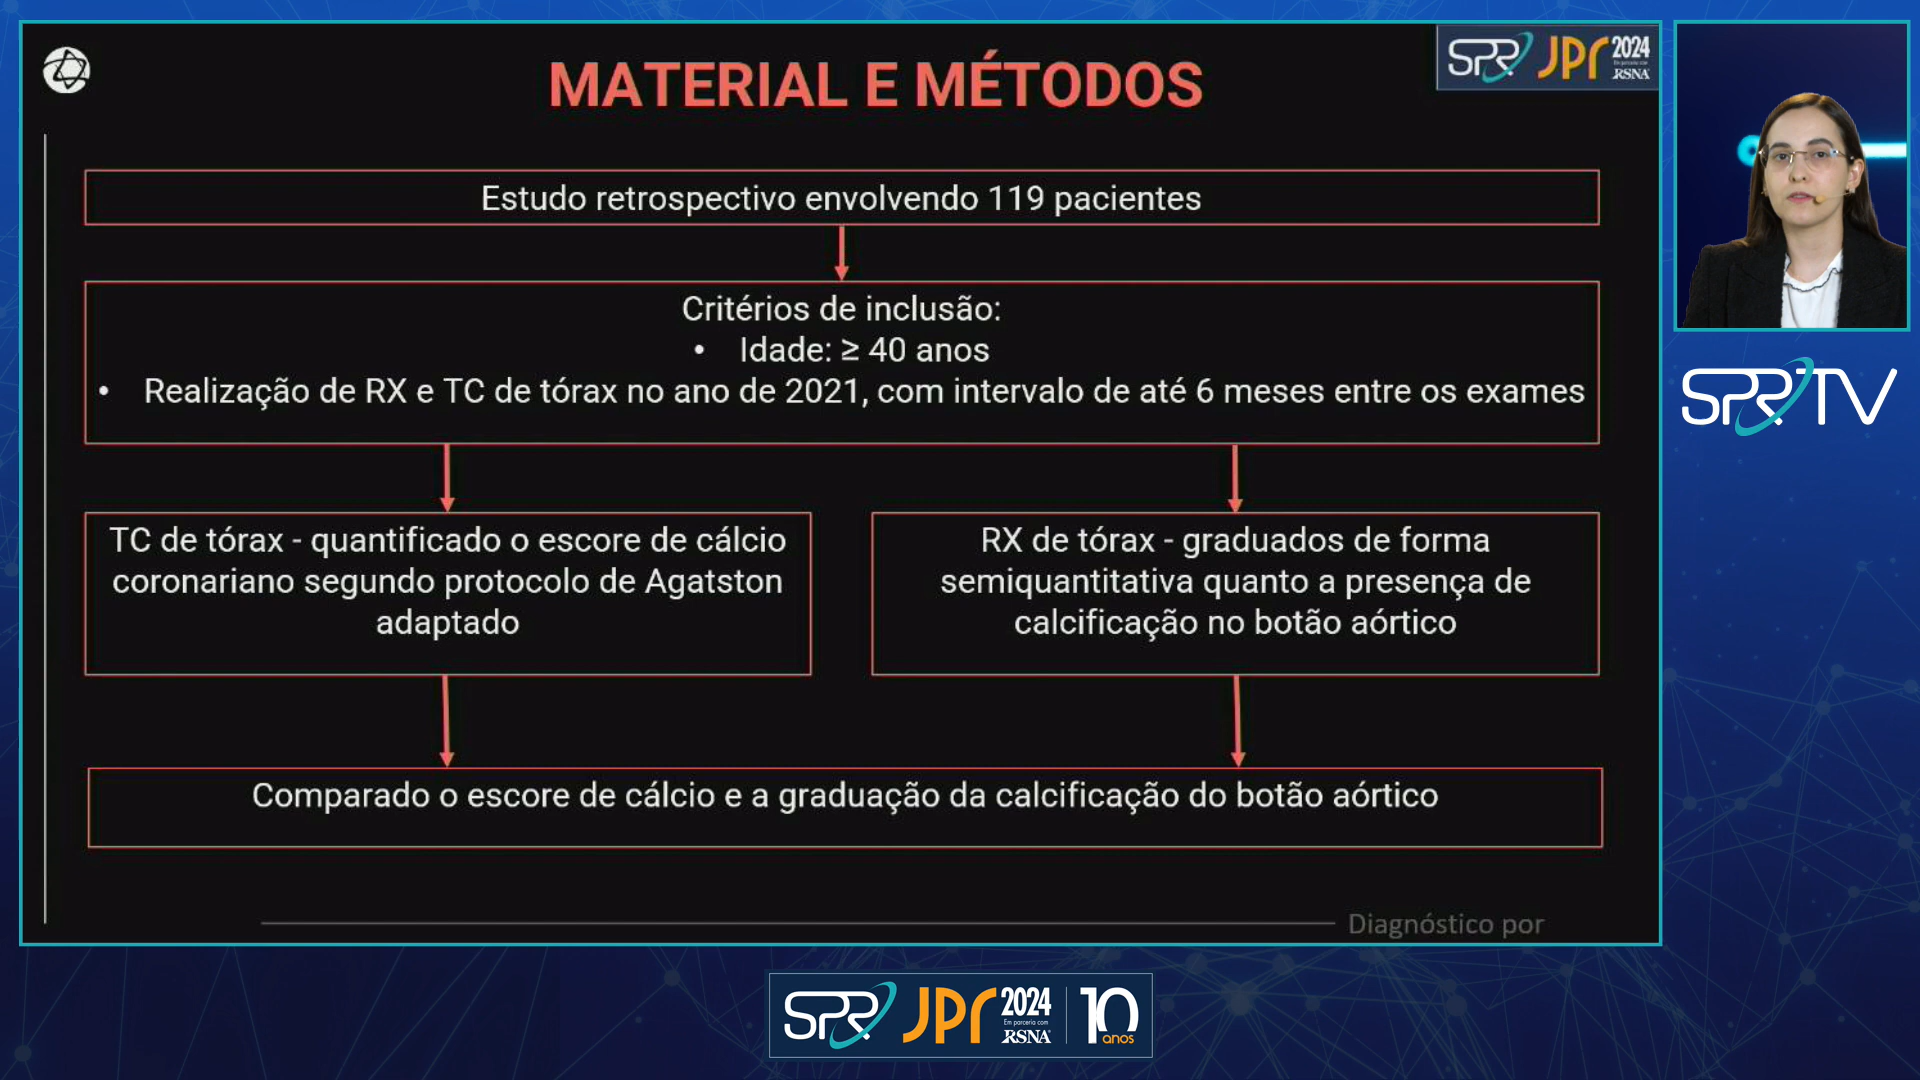 MATERIAL E MÉTODOS
SPR JPR 2024
Em parceria com
RSNA
Estudo retrospectivo envolvendo 119 pacientes
Critérios de inclusão:
• Idade: ≥ 40 anos
• Realização de RX e TC de tórax no ano de 2021, com intervalo de até 6 meses entre os exames
TC de tórax - quantificado o escore de cálcio
coronariano segundo protocolo de Agatston
adaptado
RX de tórax - graduados de forma
semiquantitativa quanto a presença de
calcificação no botão aórtico
Comparado o escore de cálcio e a graduação da calcificação do botão aórtico
Diagnóstico por
SPR TV
SPR JPR 2024
Em parceria com
RSNA
10
anos